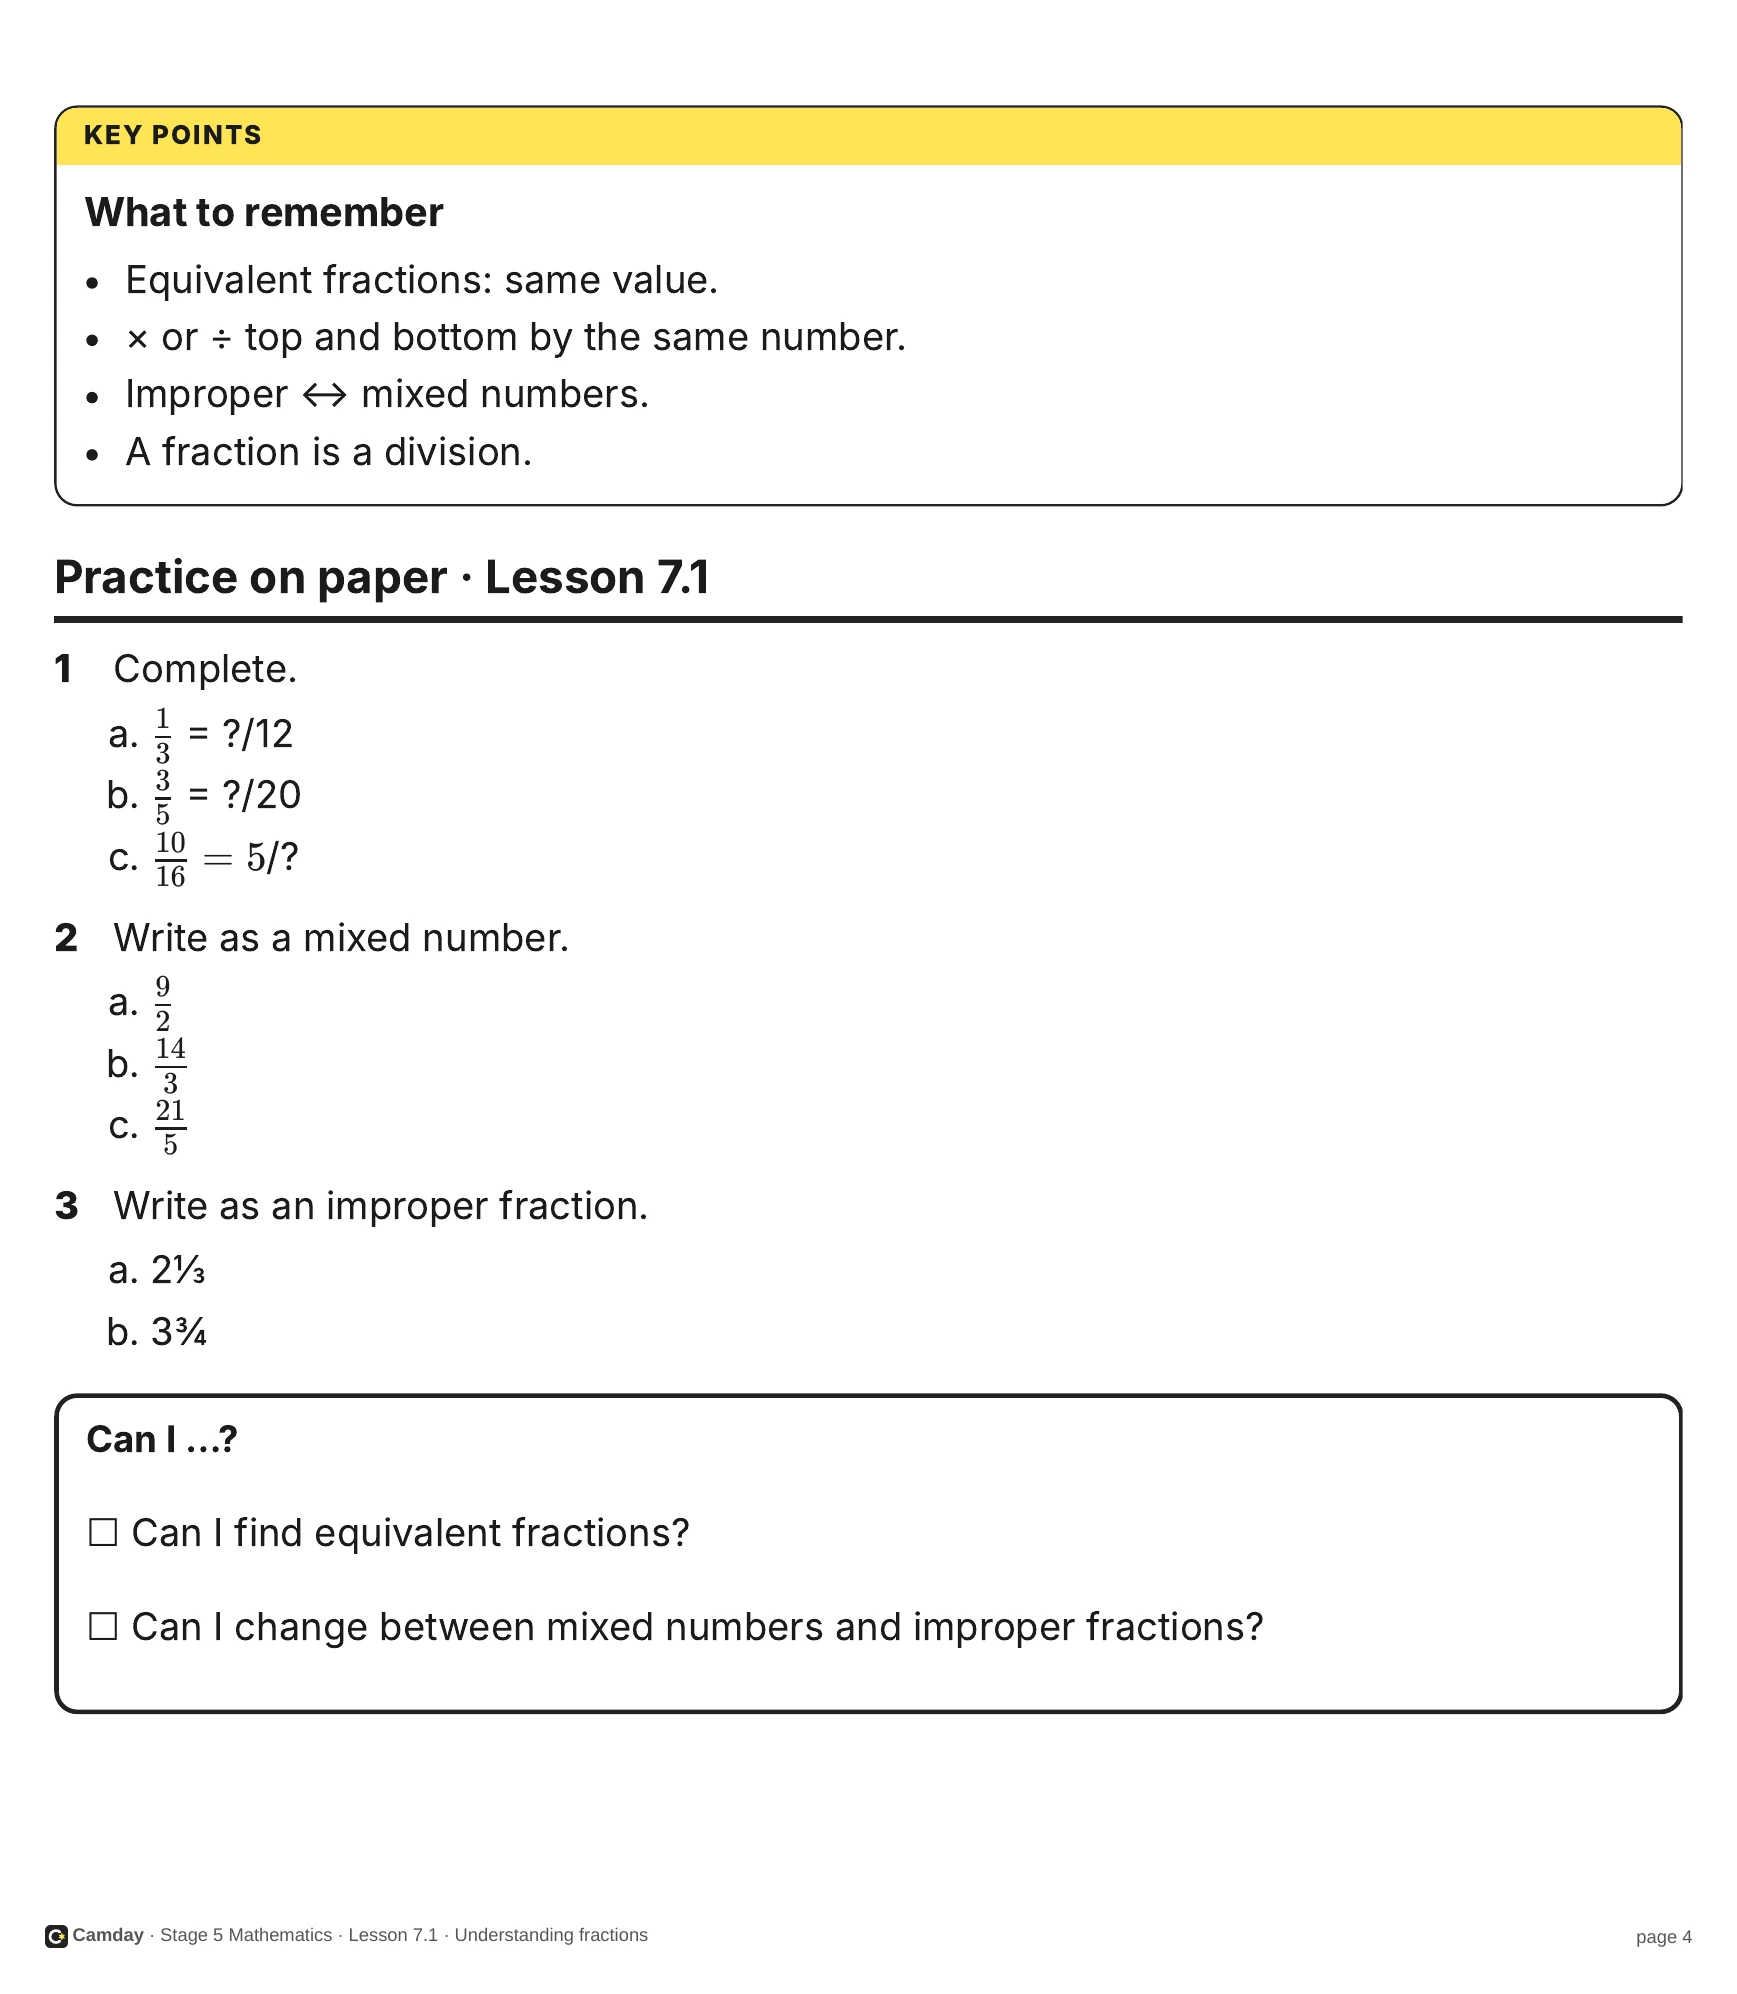 KEY POINTS
What to remember
• Equivalent fractions: same value.
• × or ÷ top and bottom by the same number.
• Improper ↔ mixed numbers.
• A fraction is a division.
Practice on paper · Lesson 7.1
1 Complete.
a. 1/3 = ?/12
b. 3/5 = ?/20
c. 10/16 = 5/?
2 Write as a mixed number.
a. 9/2
b. 14/3
c. 21/5
3 Write as an improper fraction.
a. 2⅓
b. 3¾
Can I …?
☐ Can I find equivalent fractions?
☐ Can I change between mixed numbers and improper fractions?
Camday · Stage 5 Mathematics · Lesson 7.1 · Understanding fractions
page 4